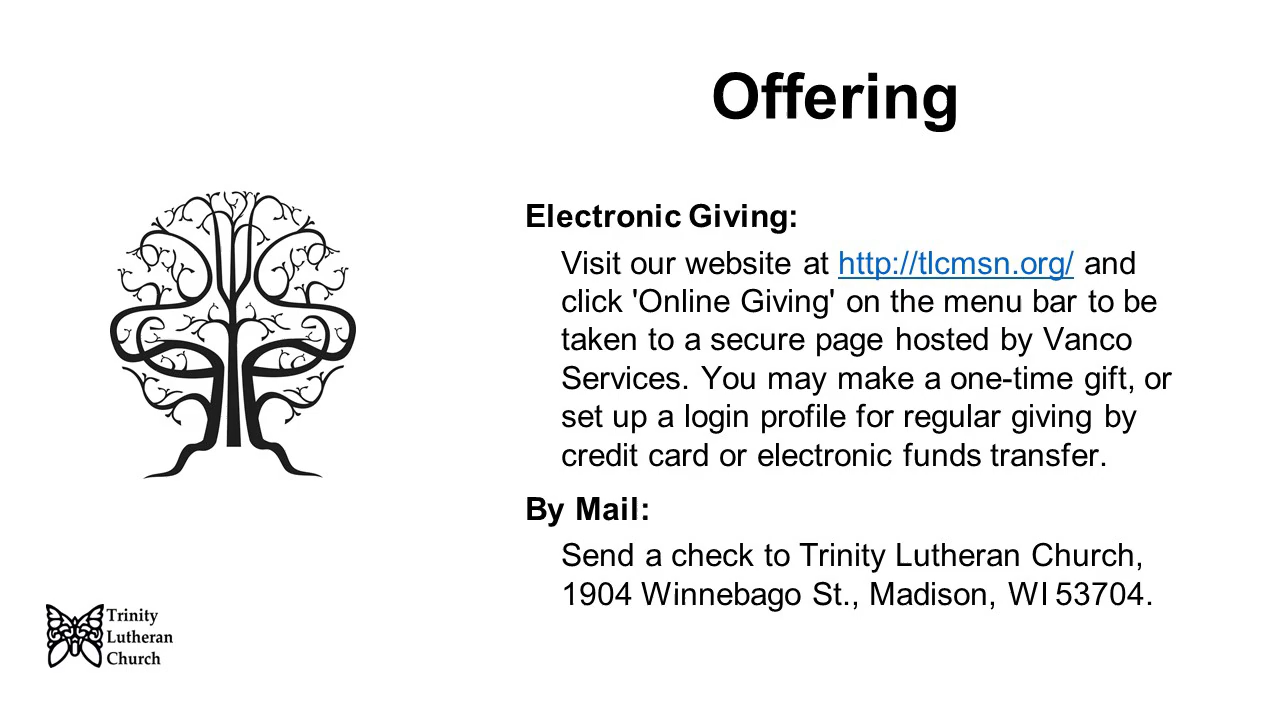 Offering
Electronic Giving:
Visit our website at http://tlcmsn.org/ and
click 'Online Giving' on the menu bar to be
taken to a secure page hosted by Vanco
Services. You may make a one-time gift, or
set up a login profile for regular giving by
credit card or electronic funds transfer.
By Mail:
Send a check to Trinity Lutheran Church,
1904 Winnebago St., Madison, WI 53704.
Trinity
Lutheran
Church